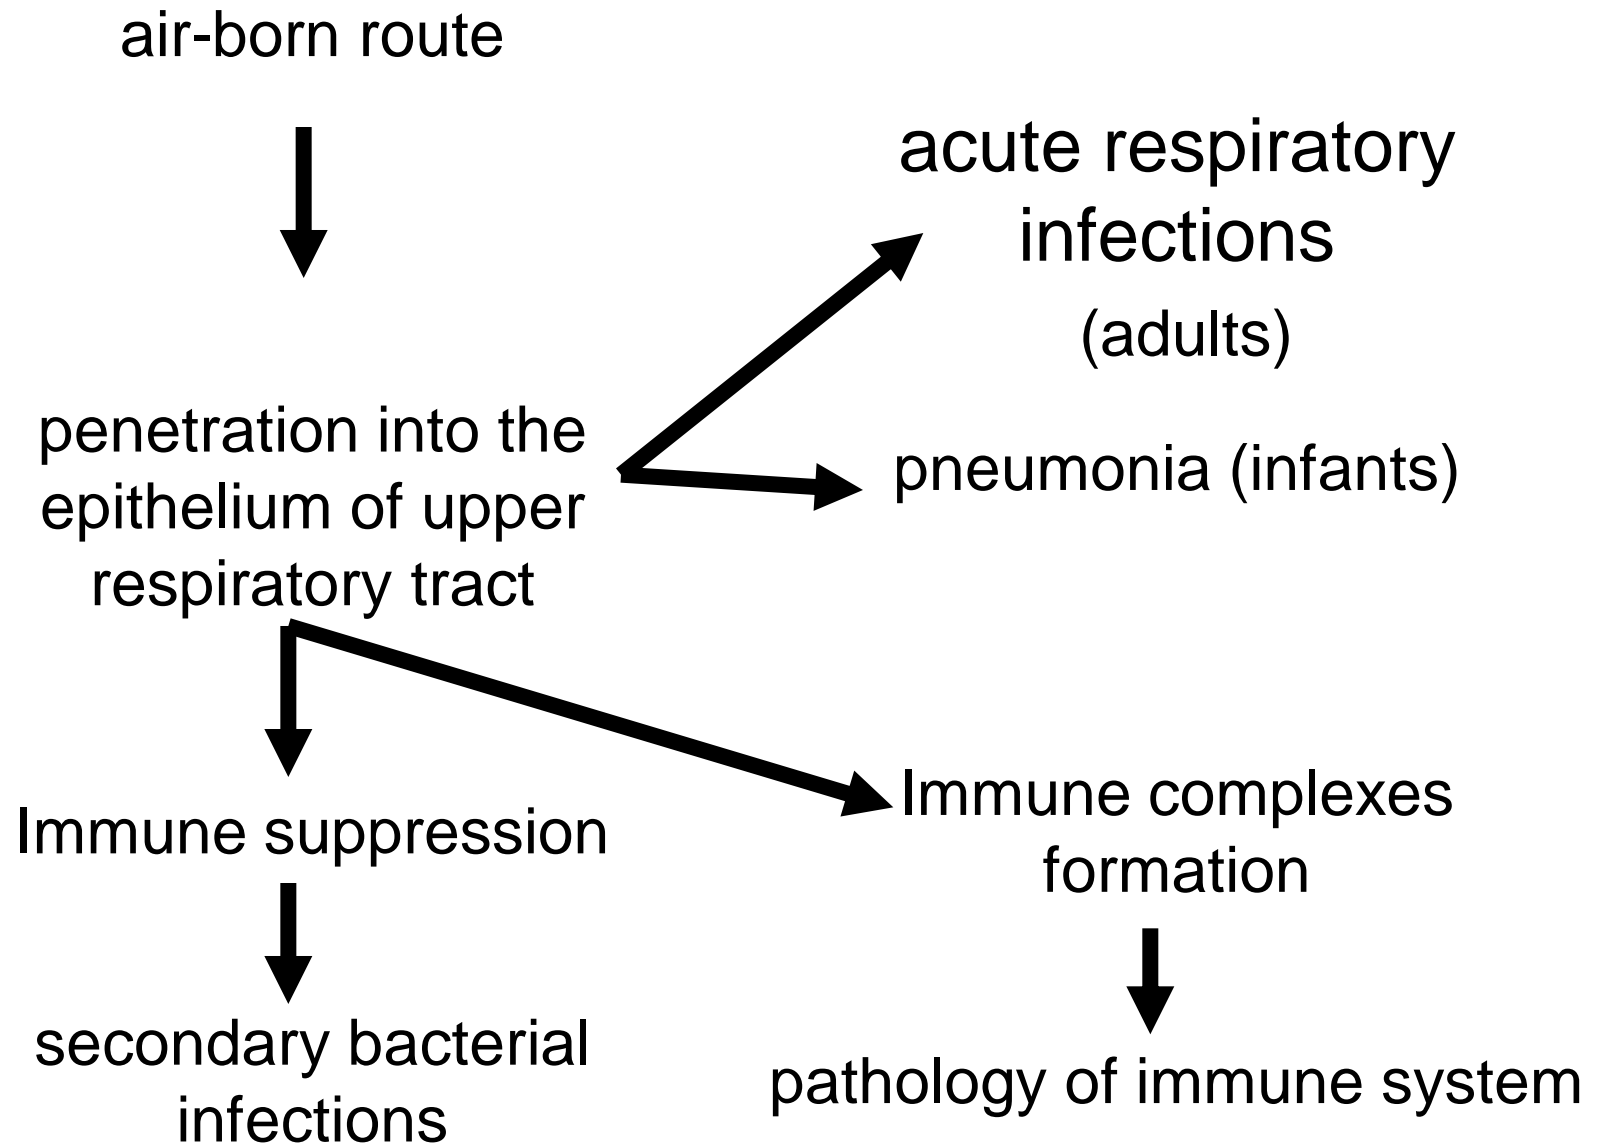 air-born route
acute respiratory
infections
(adults)
penetration into the
epithelium of upper
respiratory tract
pneumonia (infants)
Immune suppression
Immune complexes
formation
secondary bacterial
infections
pathology of immune system